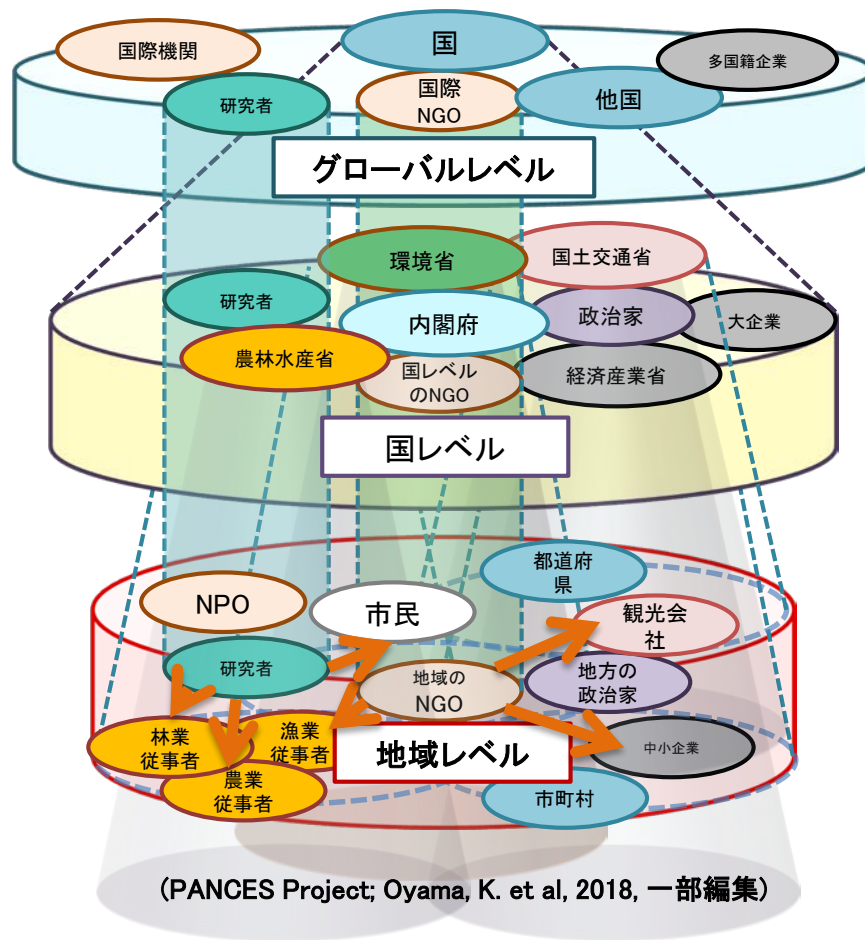 国際機関
国
多国籍企業
研究者
国際
NGO
他国
グローバルレベル
環境省
国土交通省
研究者
内閣府
政治家
大企業
農林水産省
国レベル
のNGO
経済産業省
国レベル
都道府
県
NPO
市民
観光会
社
研究者
地域の
NGO
地方の
政治家
林業
従事者
漁業
従事者
地域レベル
中小企業
農業
従事者
市町村
(PANCES Project; Oyama, K. et al, 2018, 一部編集)